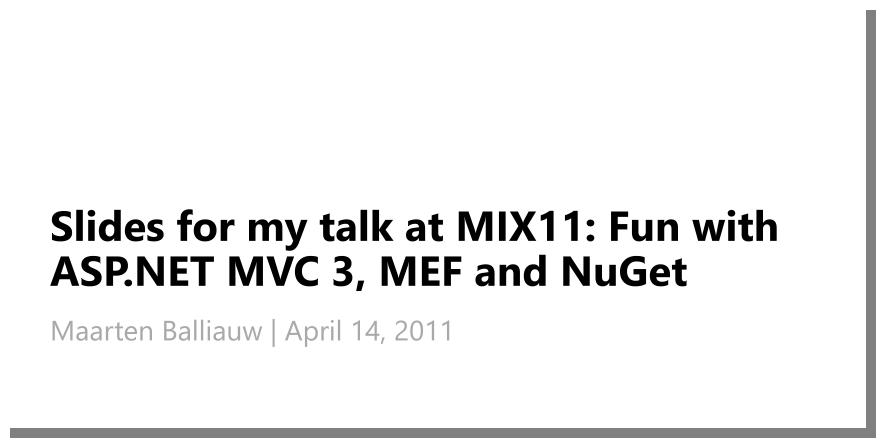 Slides for my talk at MIX11: Fun with
ASP.NET MVC 3, MEF and NuGet
Maarten Balliauw | April 14, 2011